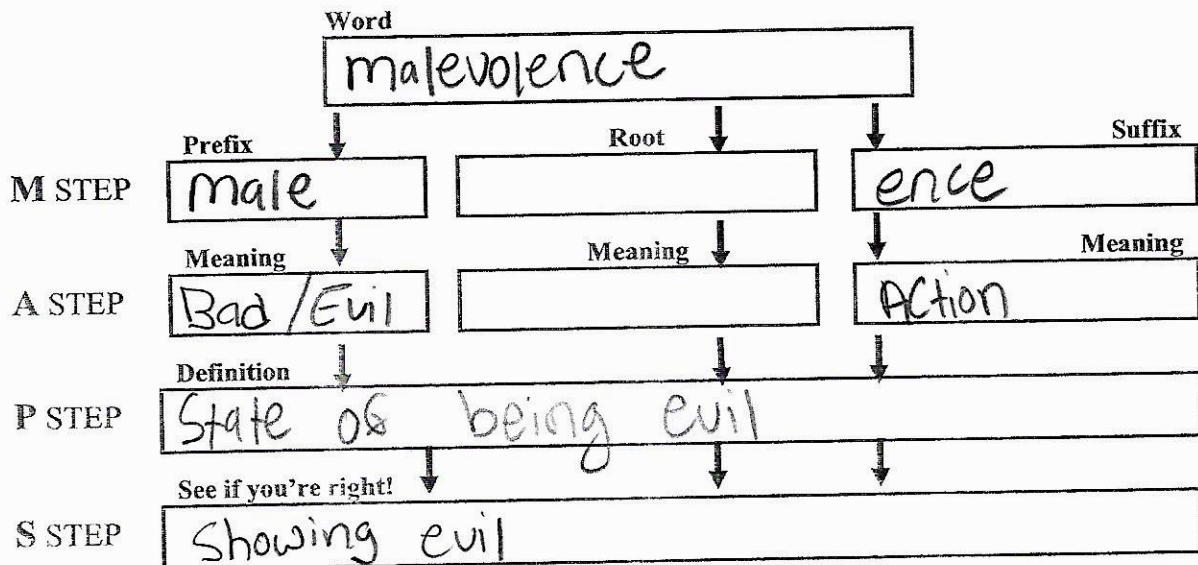 Word
malevolence
Prefix Root Suffix
M STEP male ence
Meaning Meaning Meaning
A STEP Bad/Evil Action
Definition
P STEP State of being evil
See if you're right!
S STEP Showing evil